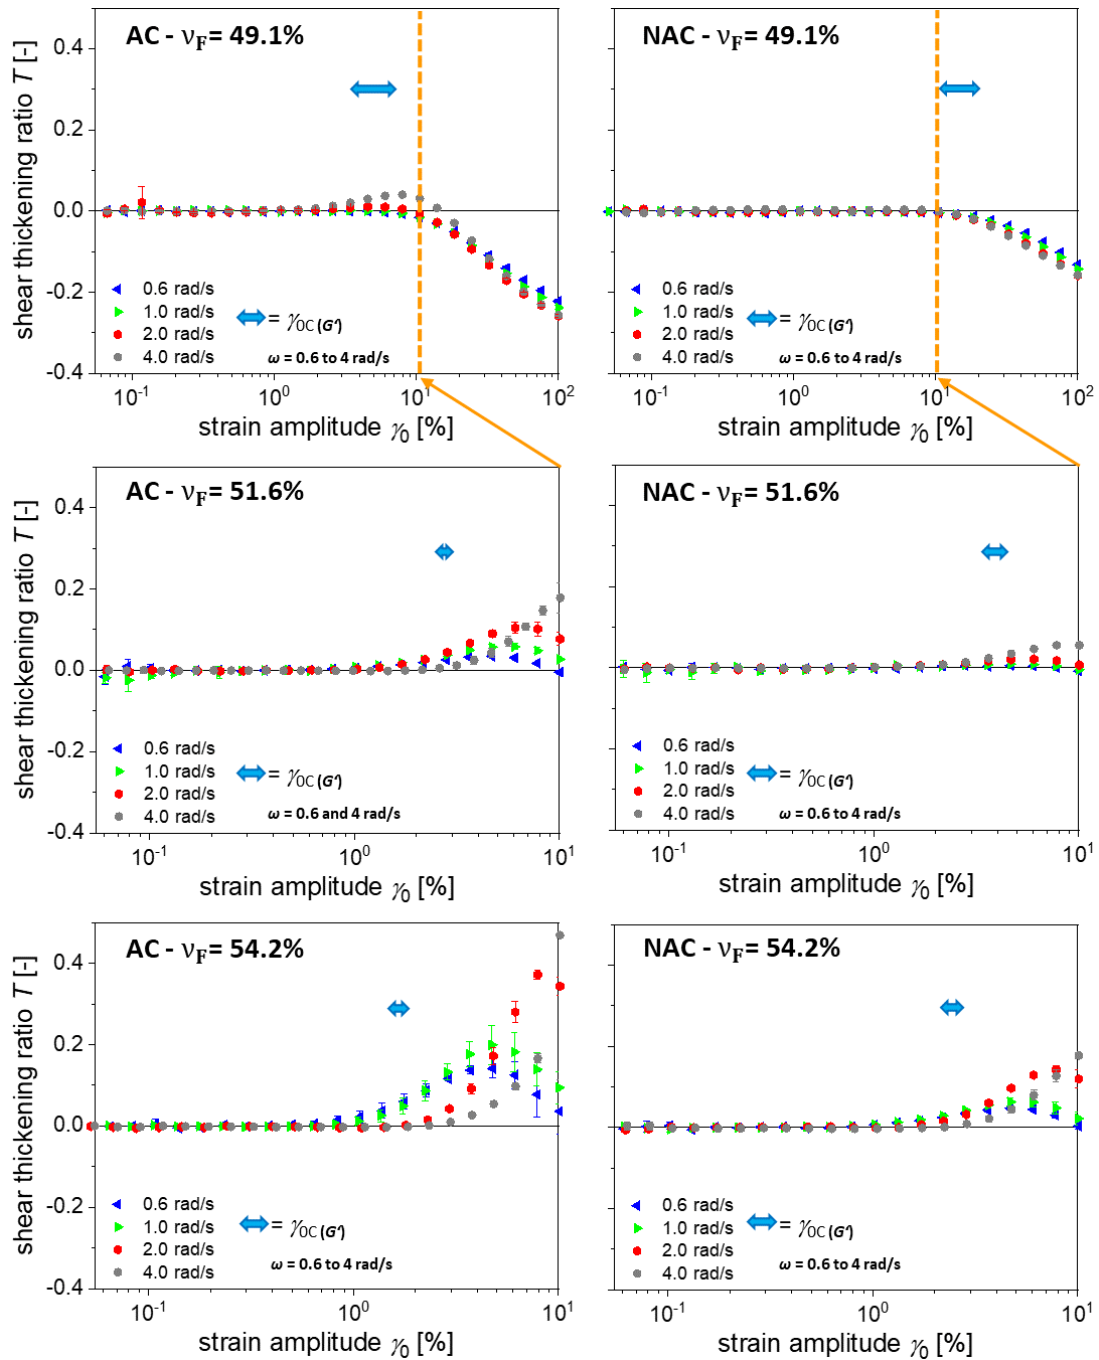 AC - νF = 49.1%
shear thickening ratio T [-]
0.4
0.2
0.0
-0.2
-0.4
0.6 rad/s
1.0 rad/s
2.0 rad/s
4.0 rad/s
= γ0C (G′)
ω = 0.6 to 4 rad/s
10-1
100
101
102
strain amplitude γ0 [%]
NAC - νF = 49.1%
0.6 rad/s
1.0 rad/s
2.0 rad/s
4.0 rad/s
= γ0C (G′)
ω = 0.6 to 4 rad/s
10-1
100
101
102
strain amplitude γ0 [%]
AC - νF = 51.6%
shear thickening ratio T [-]
0.4
0.2
0.0
-0.2
-0.4
0.6 rad/s
1.0 rad/s
2.0 rad/s
4.0 rad/s
= γ0C (G′)
ω = 0.6 and 4 rad/s
10-1
100
101
strain amplitude γ0 [%]
NAC - νF = 51.6%
0.6 rad/s
1.0 rad/s
2.0 rad/s
4.0 rad/s
= γ0C (G′)
ω = 0.6 to 4 rad/s
10-1
100
101
strain amplitude γ0 [%]
AC - νF = 54.2%
shear thickening ratio T [-]
0.4
0.2
0.0
-0.2
-0.4
0.6 rad/s
1.0 rad/s
2.0 rad/s
4.0 rad/s
= γ0C (G′)
ω = 0.6 to 4 rad/s
10-1
100
101
strain amplitude γ0 [%]
NAC - νF = 54.2%
0.6 rad/s
1.0 rad/s
2.0 rad/s
4.0 rad/s
= γ0C (G′)
ω = 0.6 to 4 rad/s
10-1
100
101
strain amplitude γ0 [%]